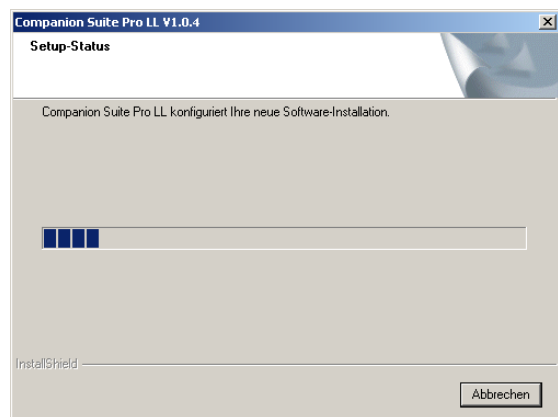 Companion Suite Pro LL V1.0.4
Setup-Status
Companion Suite Pro LL konfiguriert Ihre neue Software-Installation.
InstallShield
Abbrechen